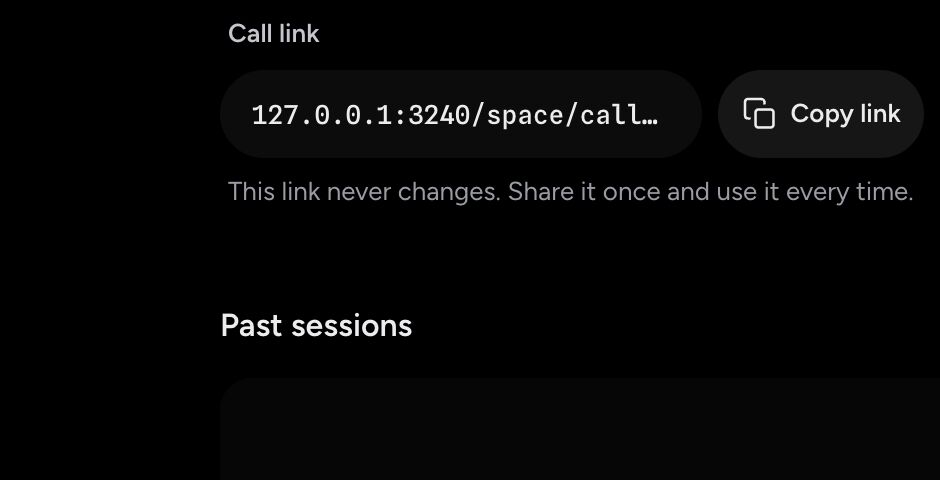 Call link
127.0.0.1:3240/space/call…
Copy link
This link never changes. Share it once and use it every time.
Past sessions